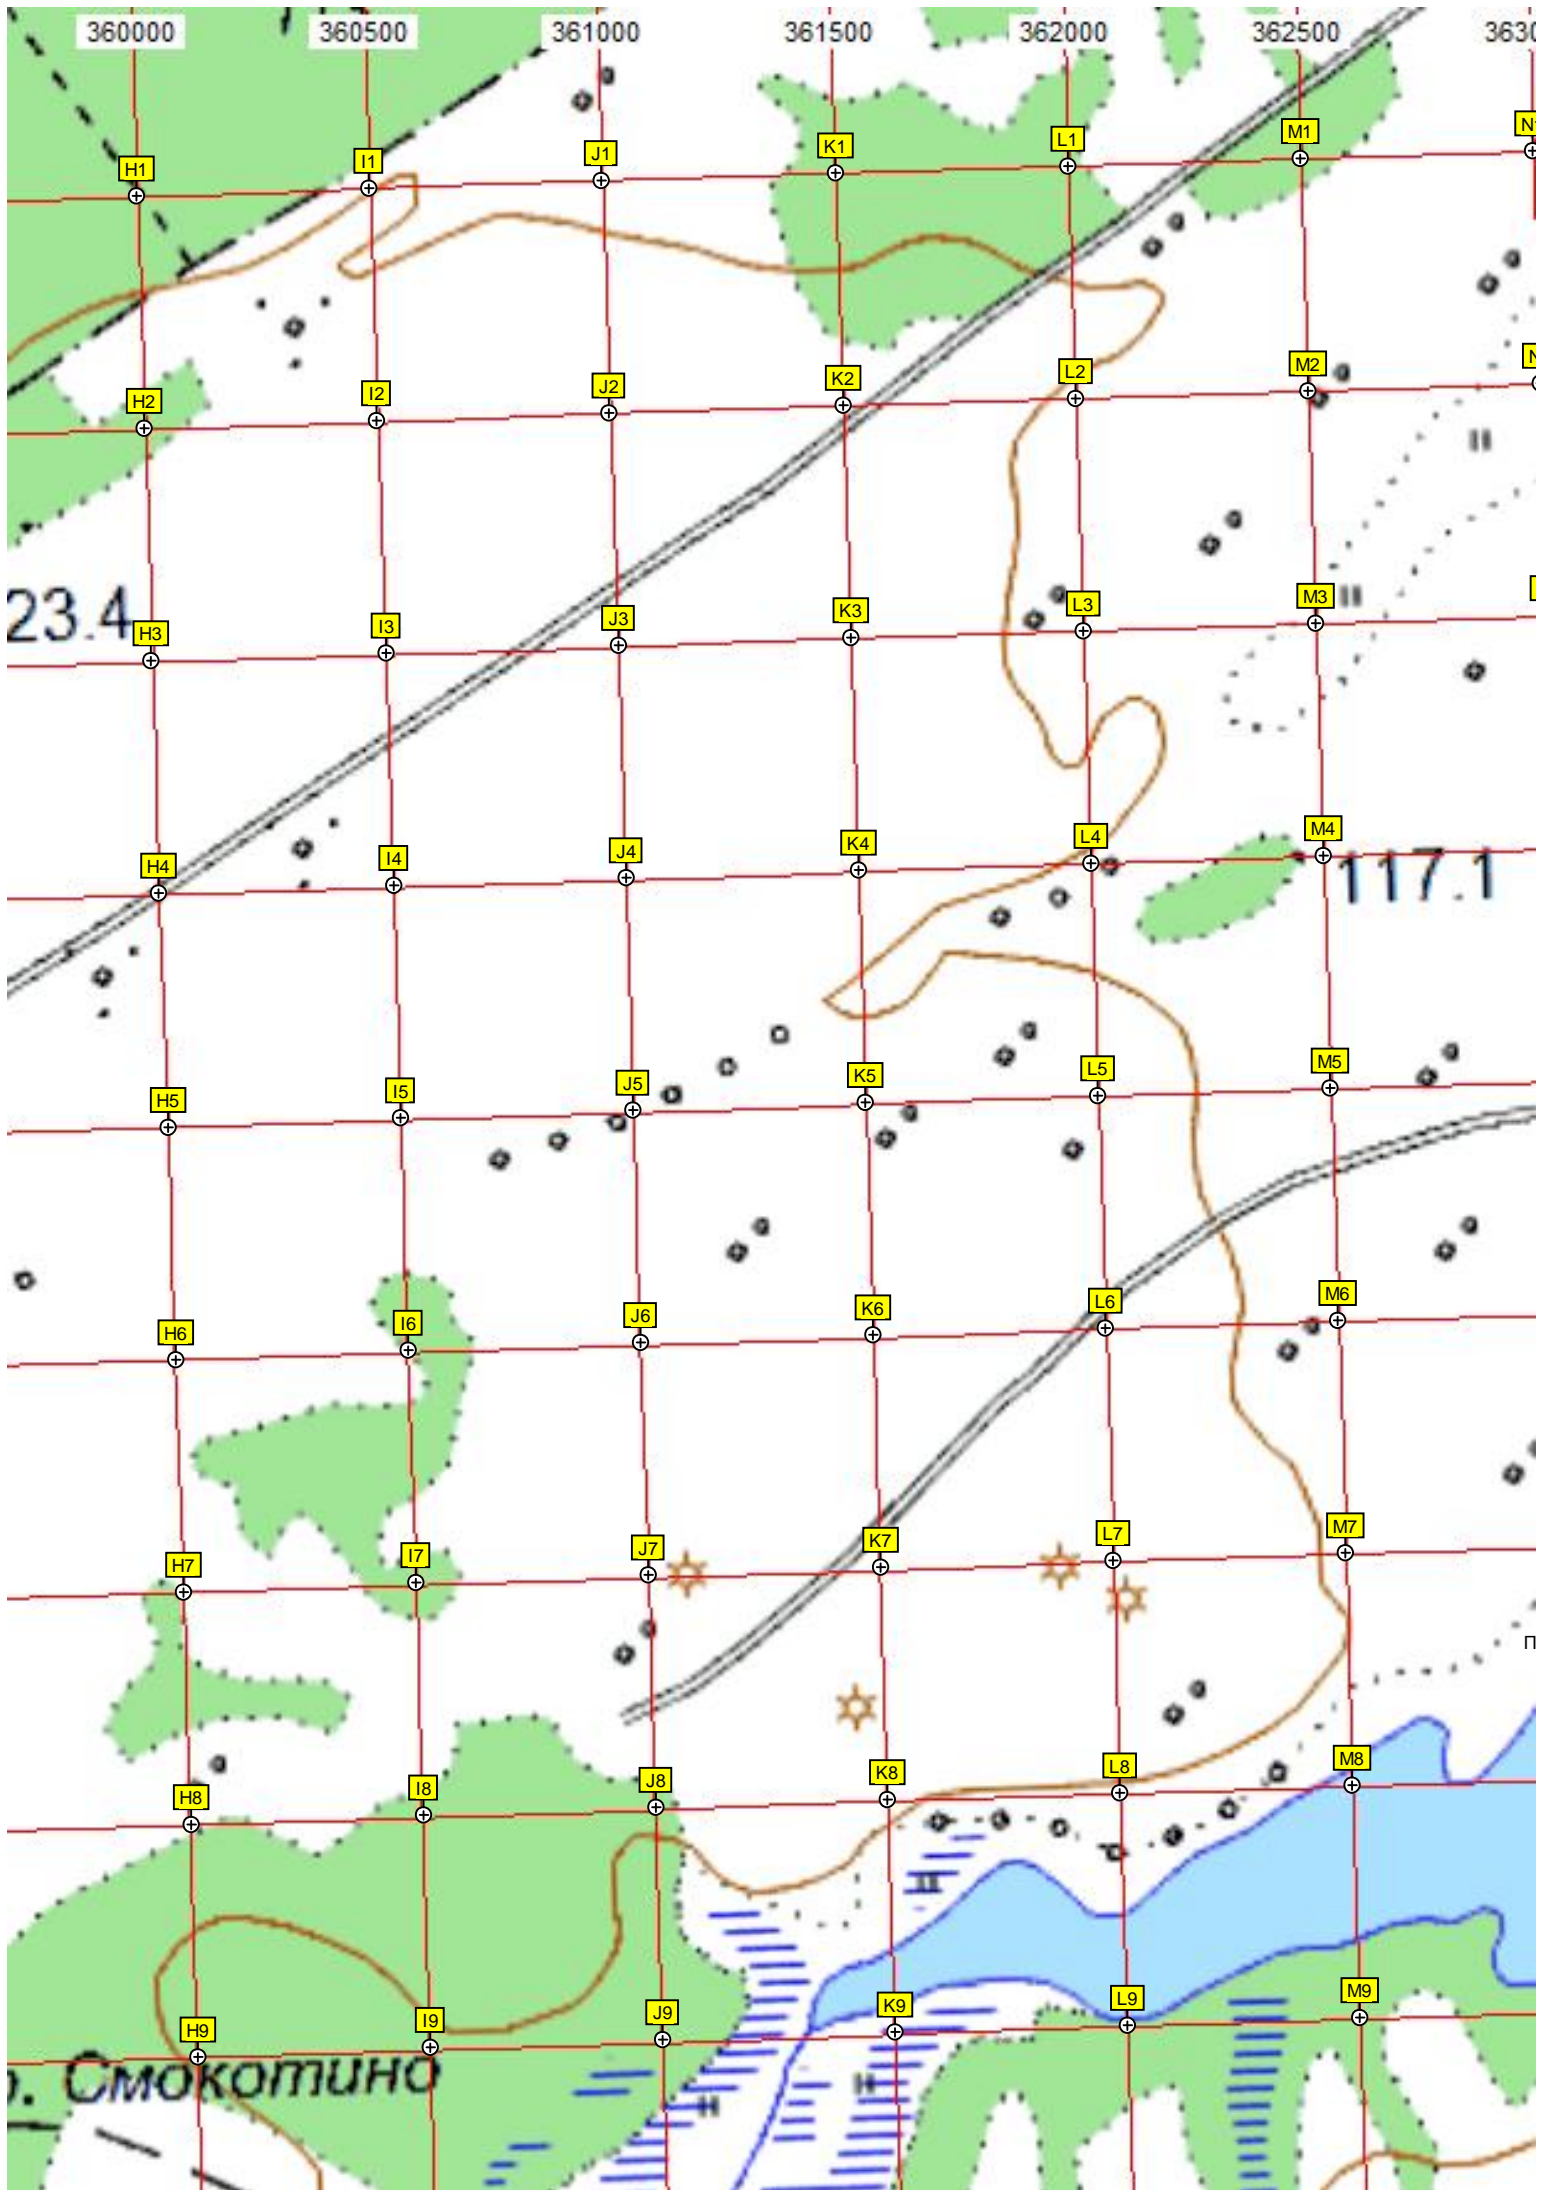 360000 360500 361000 361500 362000 362500 3630
H1 I1 J1 K1 L1 M1 N
H2 I2 J2 K2 L2 M2 N
23.4
H3 I3 J3 K3 L3 M3
H4 I4 J4 K4 L4 M4
117.1
H5 I5 J5 K5 L5 M5
H6 I6 J6 K6 L6 M6
H7 I7 J7 K7 L7 M7
П
H8 I8 J8 K8 L8 M8
H9 I9 J9 K9 L9 M9
р. Смокотино